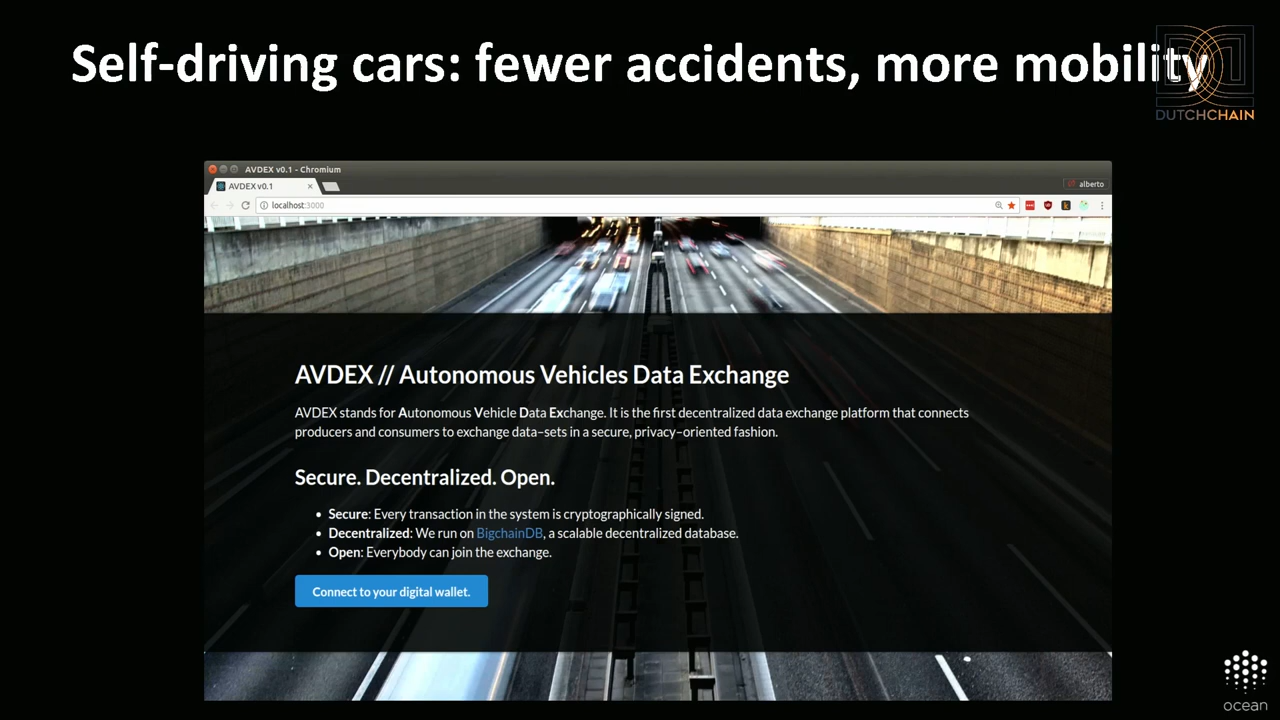 Self-driving cars: fewer accidents, more mobility
DUTCHCHAIN
AVDEX v0.1 - Chromium
AVDEX v0.1
alberto
localhost:3000
AVDEX // Autonomous Vehicles Data Exchange
AVDEX stands for Autonomous Vehicle Data Exchange. It is the first decentralized data exchange platform that connects
producers and consumers to exchange data–sets in a secure, privacy–oriented fashion.
Secure. Decentralized. Open.
• Secure: Every transaction in the system is cryptographically signed.
• Decentralized: We run on BigchainDB, a scalable decentralized database.
• Open: Everybody can join the exchange.
Connect to your digital wallet.
ocean